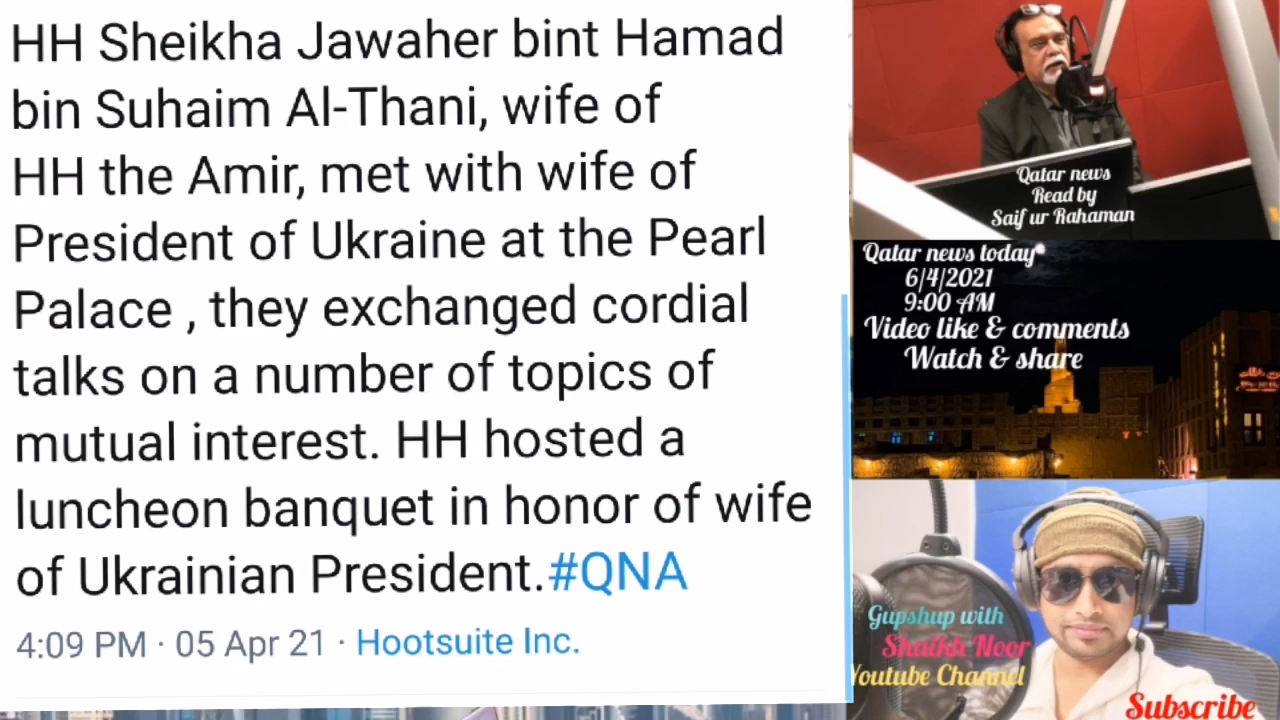 HH Sheikha Jawaher bint Hamad
bin Suhaim Al-Thani, wife of
HH the Amir, met with wife of
President of Ukraine at the Pearl
Palace , they exchanged cordial
talks on a number of topics of
mutual interest. HH hosted a
luncheon banquet in honor of wife
of Ukrainian President.#QNA
4:09 PM · 05 Apr 21 · Hootsuite Inc.
Qatar news
Read by
Saif ur Rahaman
Qatar news today
6/4/2021
9:00 AM
Video like & comments
Watch & share
Gupshup with
Shaikh Noor
Youtube Channel
Subscribe